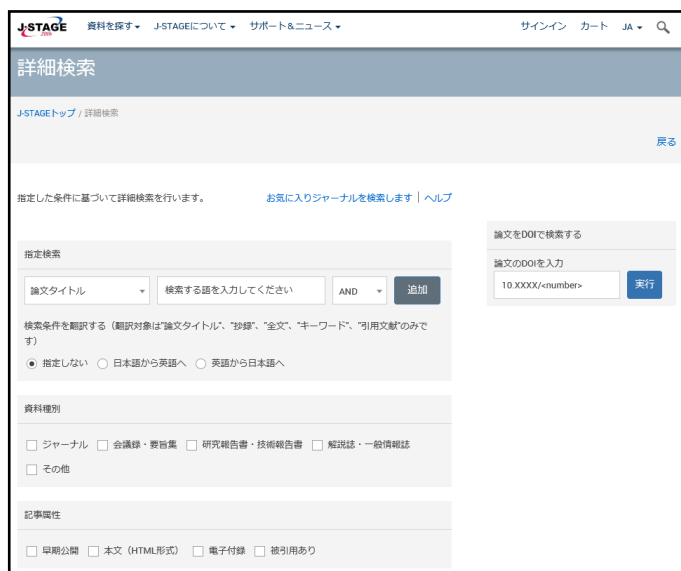 J-STAGE 資料を探す J-STAGEについて サポート&ニュース サインイン カート JA
詳細検索
J-STAGEトップ / 詳細検索
戻る
指定した条件に基づいて詳細検索を行います。 お気に入りジャーナルを検索します | ヘルプ
論文をDOIで検索する
論文のDOIを入力
10.XXXX/<number> 実行
指定検索
論文タイトル 検索する語を入力してください AND 追加
検索条件を翻訳する(翻訳対象は"論文タイトル"、"抄録"、"全文"、"キーワード"、"引用文献"のみで
す)
指定しない 日本語から英語へ 英語から日本語へ
資料種別
ジャーナル 会議録・要旨集 研究報告書・技術報告書 解説誌・一般情報誌
その他
記事属性
早期公開 本文(HTML形式) 電子付録 被引用あり